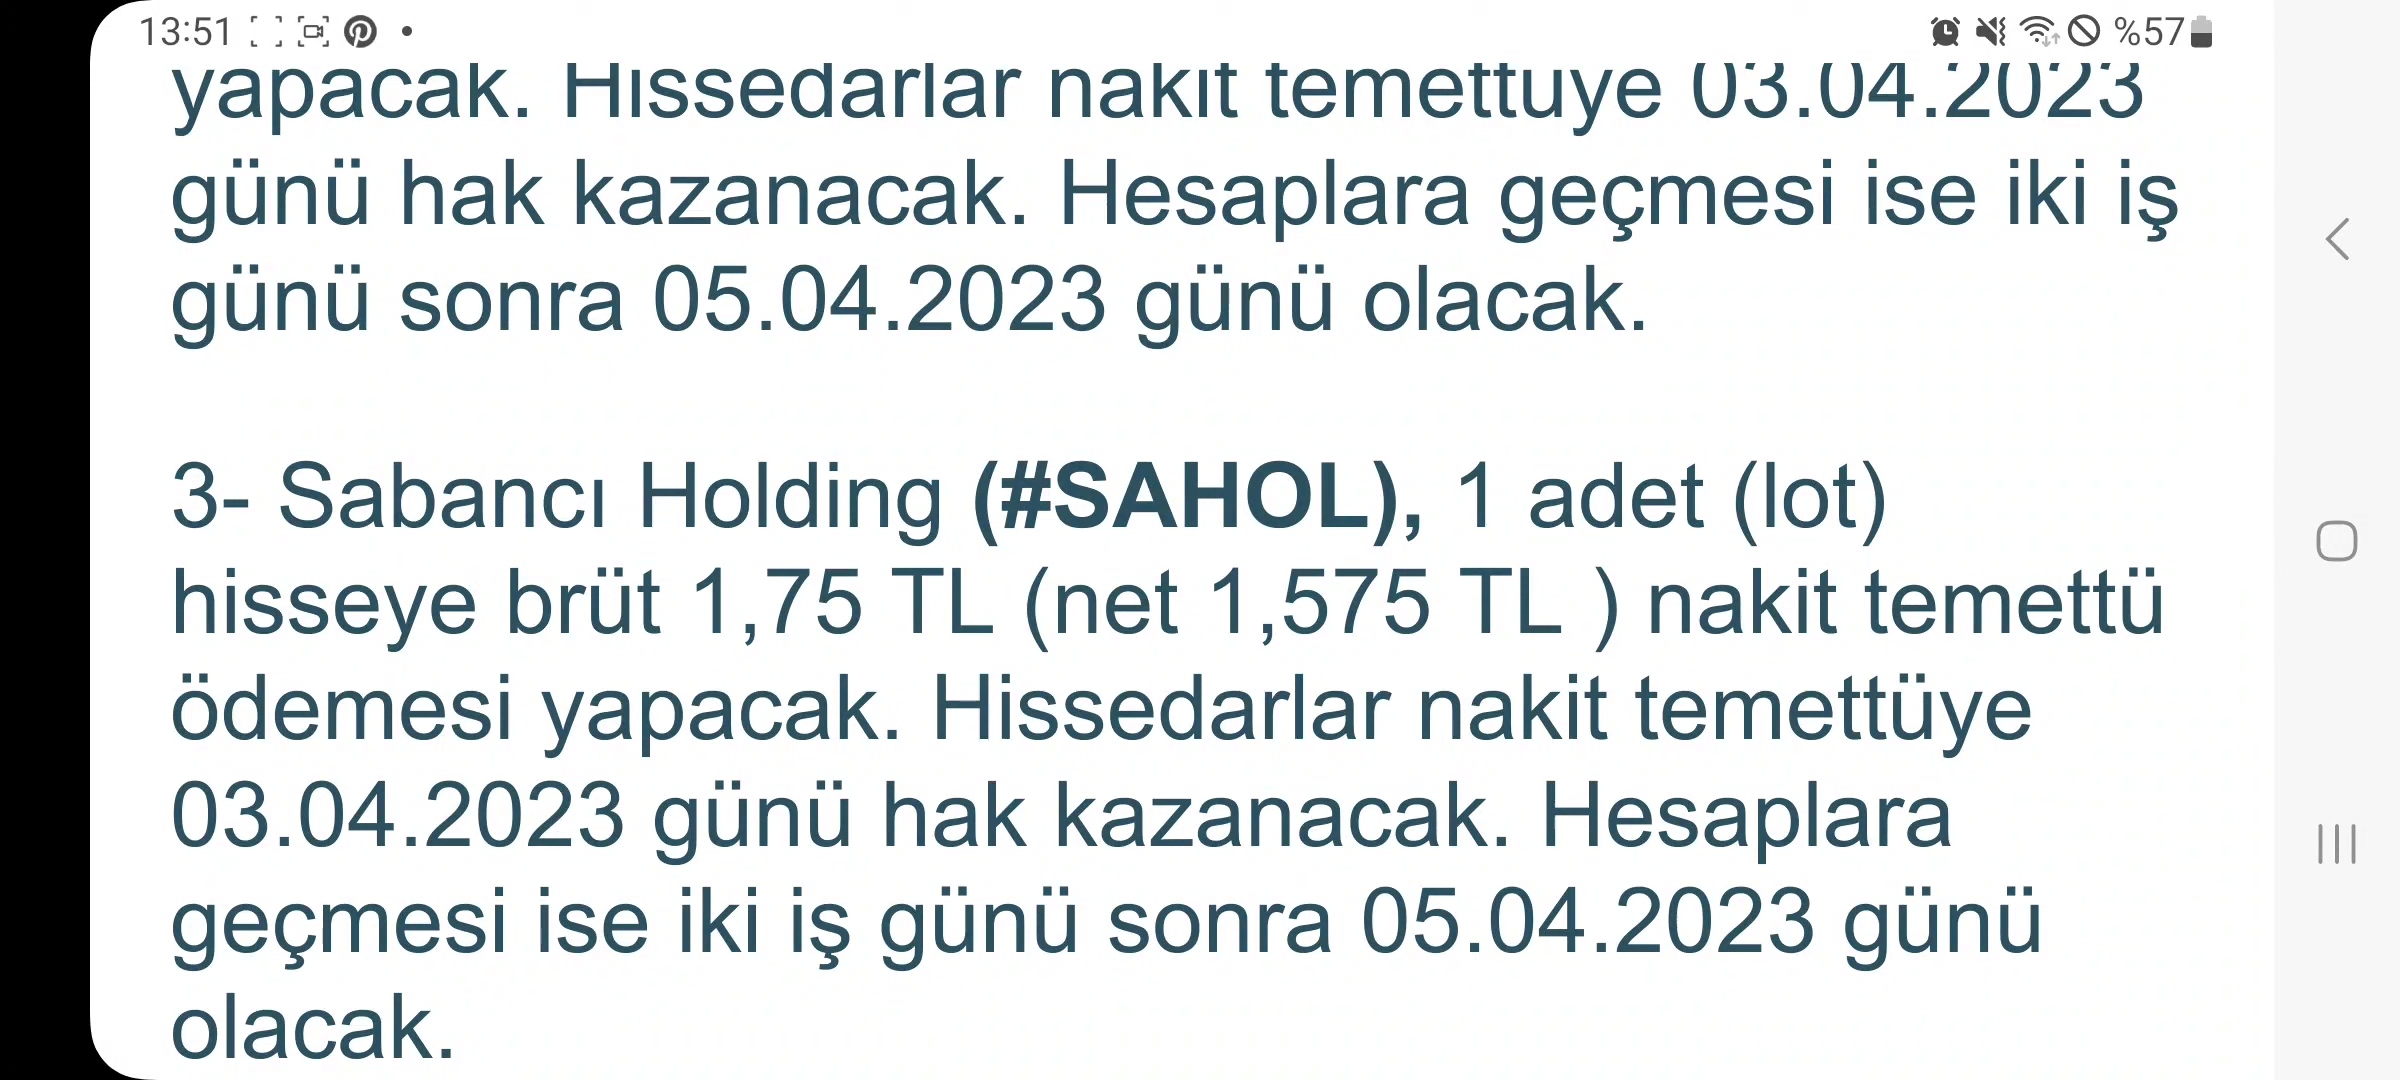 13:51 %57
yapacak. Hissedarlar nakit temettüye 03.04.2023
günü hak kazanacak. Hesaplara geçmesi ise iki iş
günü sonra 05.04.2023 günü olacak.
3- Sabancı Holding (#SAHOL), 1 adet (lot)
hisseye brüt 1,75 TL (net 1,575 TL ) nakit temettü
ödemesi yapacak. Hissedarlar nakit temettüye
03.04.2023 günü hak kazanacak. Hesaplara
geçmesi ise iki iş günü sonra 05.04.2023 günü
olacak.